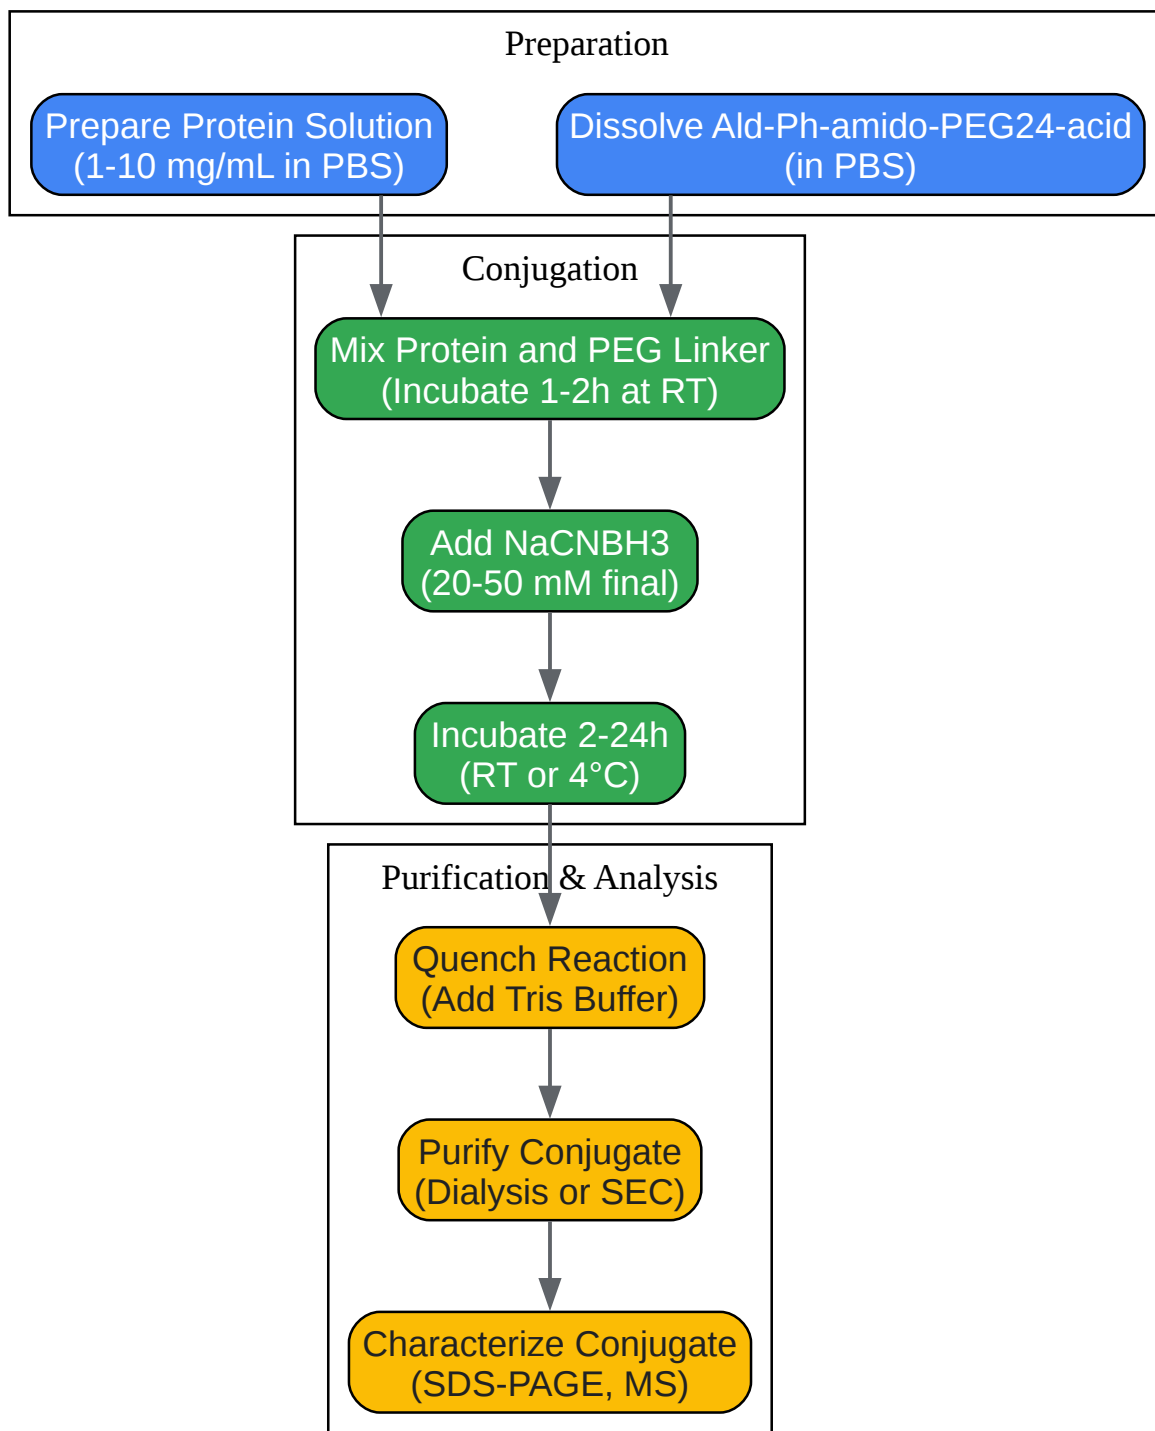 Preparation
Prepare Protein Solution
(1-10 mg/mL in PBS)
Dissolve Ald-Ph-amido-PEG24-acid
(in PBS)
Conjugation
Mix Protein and PEG Linker
(Incubate 1-2h at RT)
Add NaCNBH3
(20-50 mM final)
Incubate 2-24h
(RT or 4°C)
Purification & Analysis
Quench Reaction
(Add Tris Buffer)
Purify Conjugate
(Dialysis or SEC)
Characterize Conjugate
(SDS-PAGE, MS)